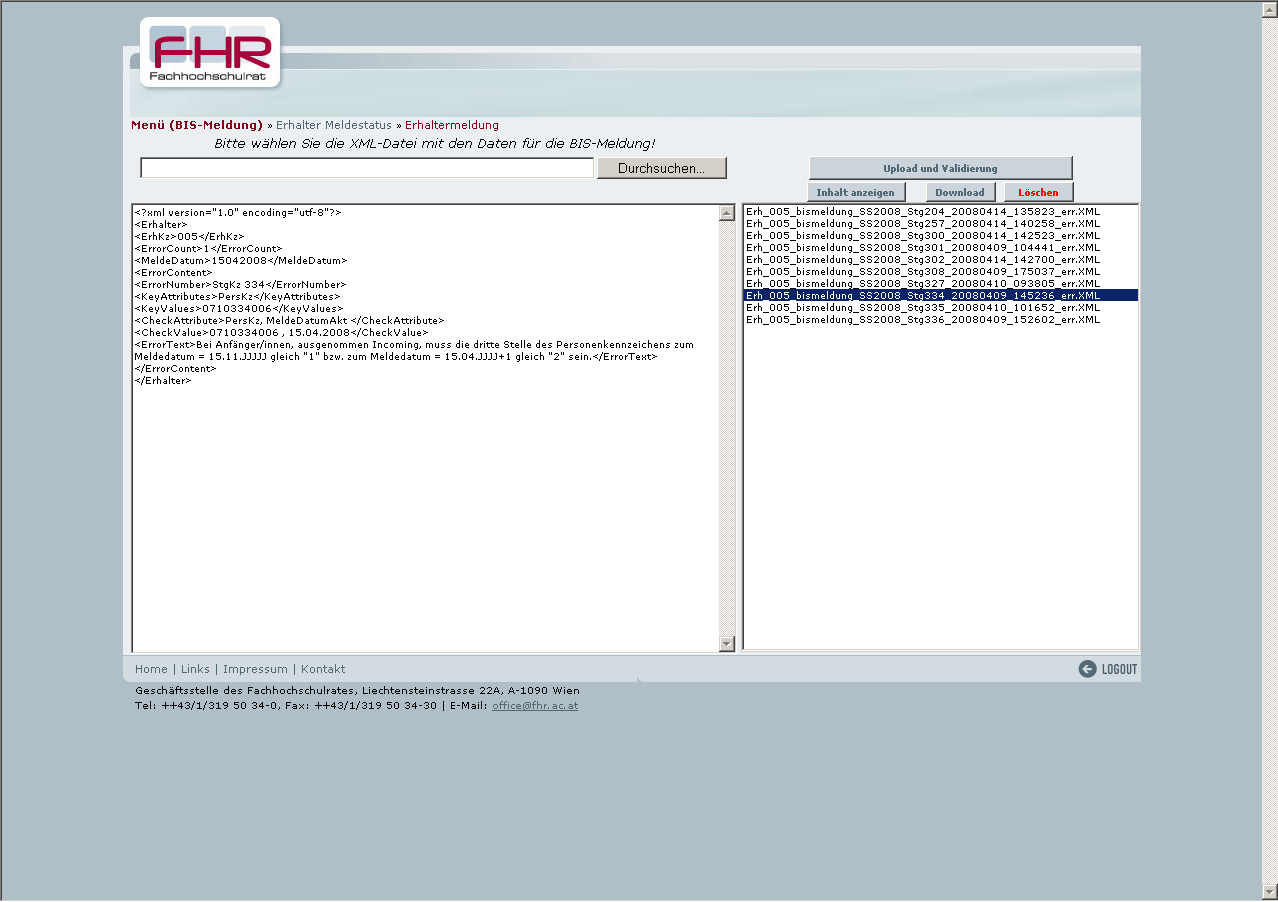 FHR
Fachhochschulrat
Menü (BIS-Meldung) » Erhalter Meldestatus » Erhaltermeldung
Bitte wählen Sie die XML-Datei mit den Daten für die BIS-Meldung!
Durchsuchen...
Upload und Validierung
Inhalt anzeigen Download Löschen
<?xml version="1.0" encoding="utf-8"?>
<Erhalter>
<ErhKz>005</ErhKz>
<ErrorCount>1</ErrorCount>
<MeldeDatum>15042008</MeldeDatum>
<ErrorContent>
<ErrorNumber>StgKz 334</ErrorNumber>
<KeyAttributes>PersKz</KeyAttributes>
<KeyValues>0710334006</KeyValues>
<CheckAttribute>PersKz, MeldeDatumAkt </CheckAttribute>
<CheckValue>0710334006 , 15.04.2008</CheckValue>
<ErrorText>Bei Anfänger/innen, ausgenommen Incoming, muss die dritte Stelle des Personenkennzeichens zum
Meldedatum = 15.11.JJJJJ gleich "1" bzw. zum Meldedatum = 15.04.JJJJ+1 gleich "2" sein.</ErrorText>
</ErrorContent>
</Erhalter>
Erh_005_bismeldung_SS2008_Stg204_20080414_135823_err.XML
Erh_005_bismeldung_SS2008_Stg257_20080414_140258_err.XML
Erh_005_bismeldung_SS2008_Stg300_20080414_142523_err.XML
Erh_005_bismeldung_SS2008_Stg301_20080409_104441_err.XML
Erh_005_bismeldung_SS2008_Stg302_20080414_142700_err.XML
Erh_005_bismeldung_SS2008_Stg308_20080409_175037_err.XML
Erh_005_bismeldung_SS2008_Stg327_20080410_093805_err.XML
Erh_005_bismeldung_SS2008_Stg334_20080409_145236_err.XML
Erh_005_bismeldung_SS2008_Stg335_20080410_101652_err.XML
Erh_005_bismeldung_SS2008_Stg336_20080409_152602_err.XML
Home | Links | Impressum | Kontakt
LOGOUT
Geschäftsstelle des Fachhochschulrates, Liechtensteinstrasse 22A, A-1090 Wien
Tel: ++43/1/319 50 34-0, Fax: ++43/1/319 50 34-30 | E-Mail: office@fhr.ac.at